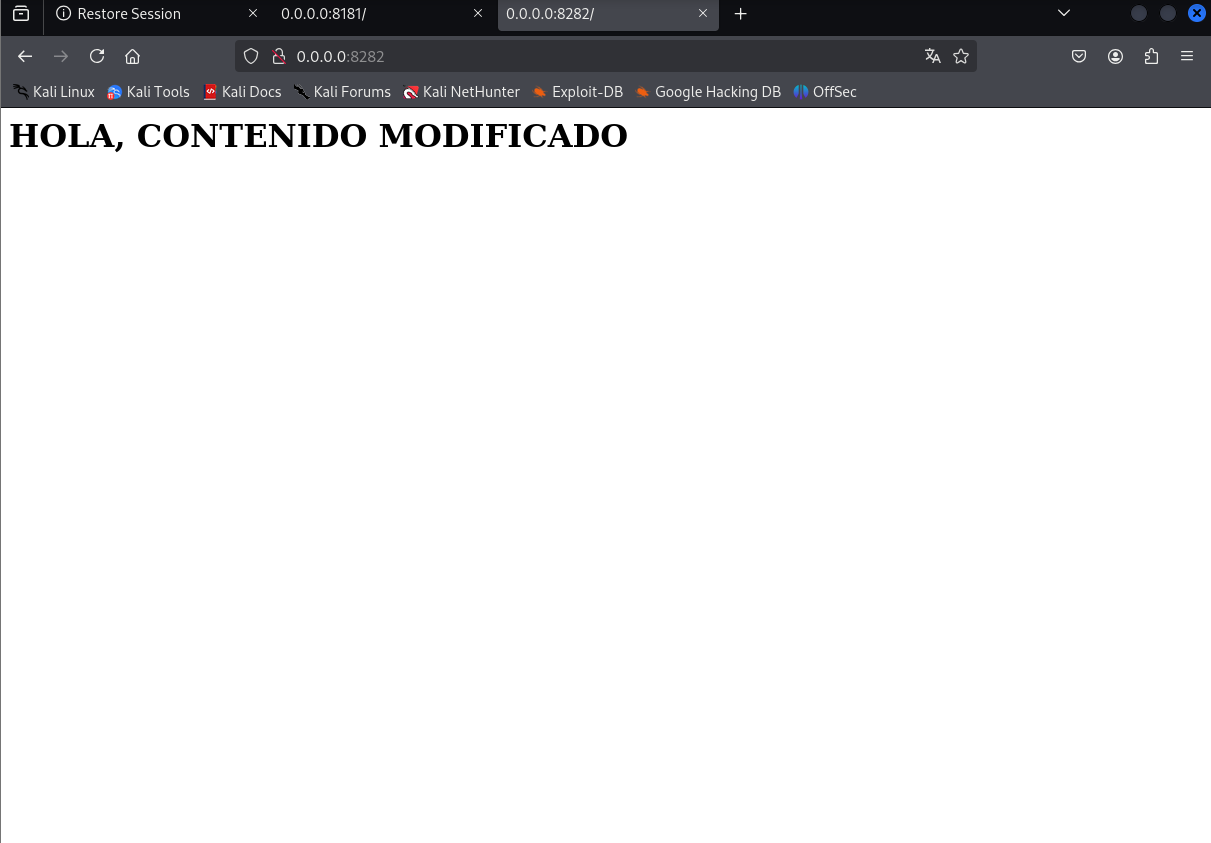 Restore Session 0.0.0.0:8181/ 0.0.0.0:8282/
0.0.0.0:8282
Kali Linux Kali Tools Kali Docs Kali Forums Kali NetHunter Exploit-DB Google Hacking DB OffSec
HOLA, CONTENIDO MODIFICADO